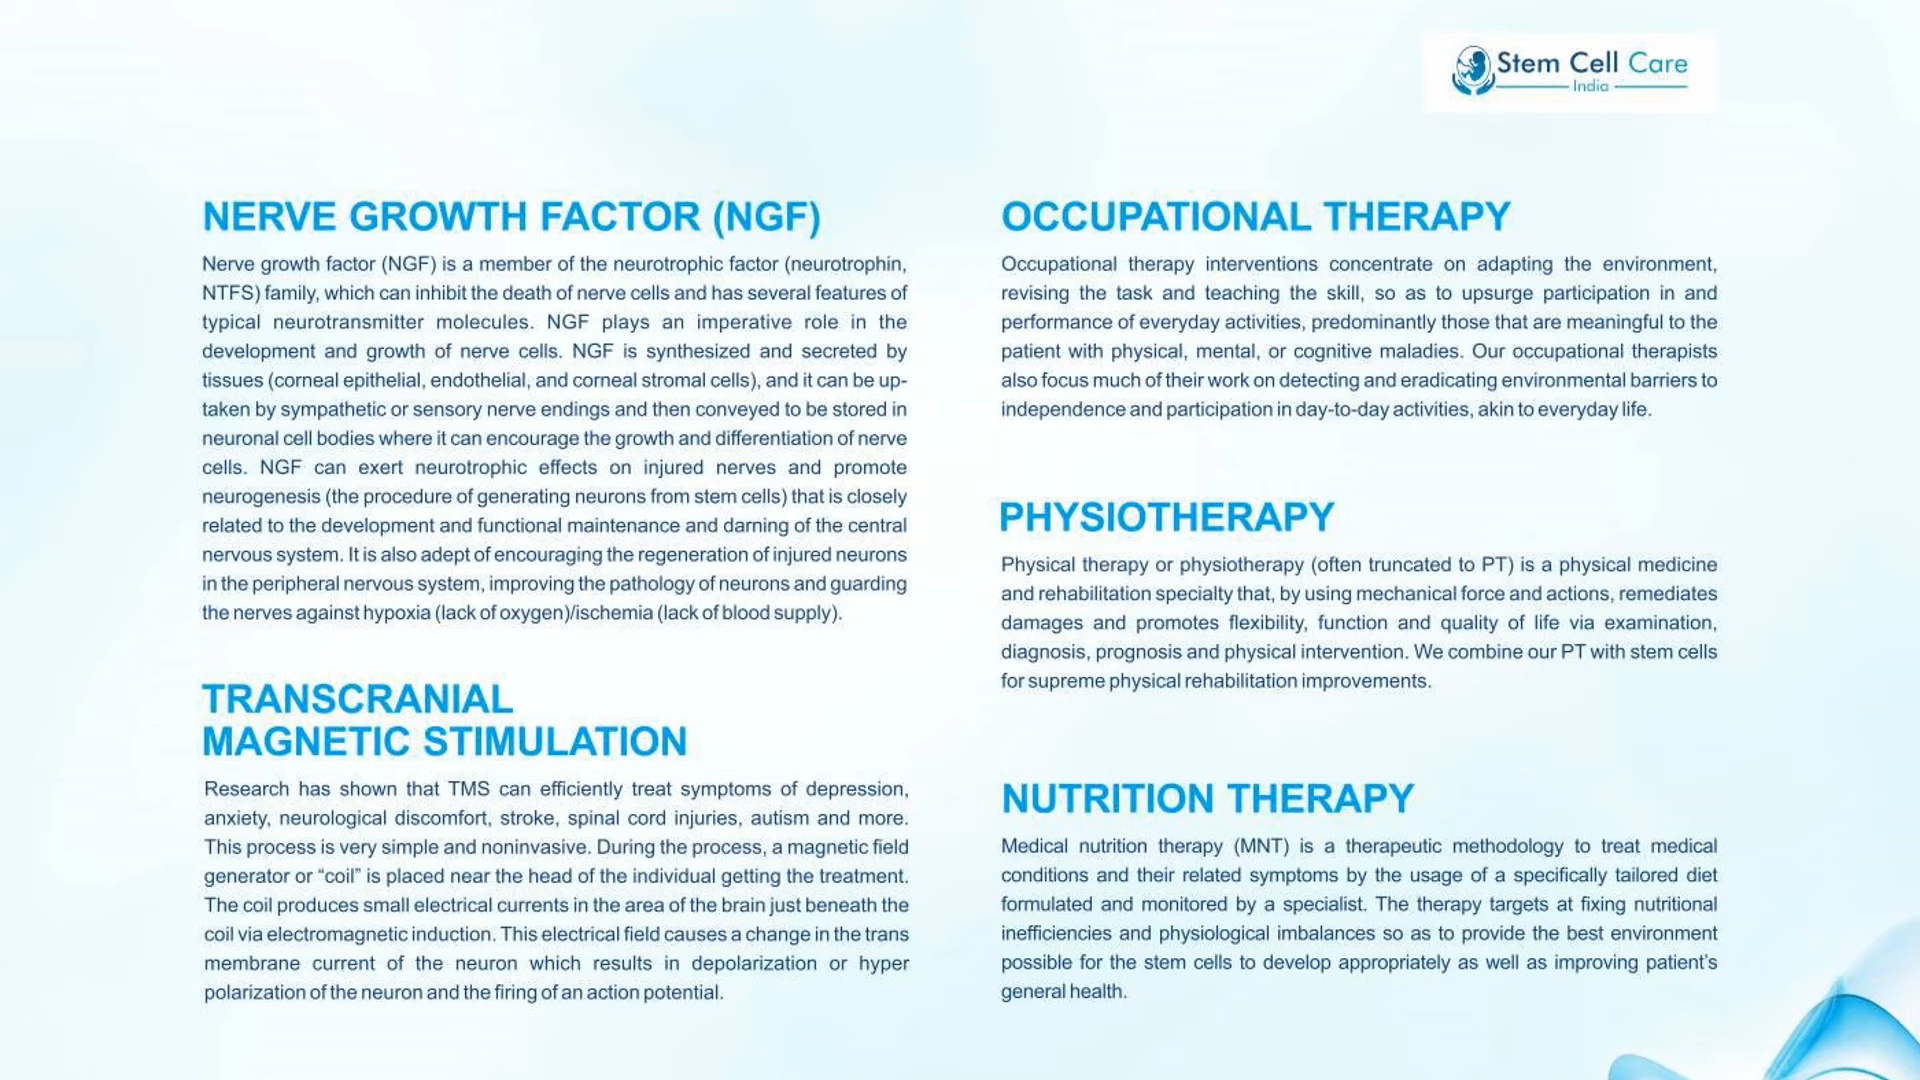 Stem Cell Care
India
NERVE GROWTH FACTOR (NGF)
Nerve growth factor (NGF) is a member of the neurotrophic factor (neurotrophin,
NTFS) family, which can inhibit the death of nerve cells and has several features of
typical neurotransmitter molecules. NGF plays an imperative role in the
development and growth of nerve cells. NGF is synthesized and secreted by
tissues (corneal epithelial, endothelial, and corneal stromal cells), and it can be up-
taken by sympathetic or sensory nerve endings and then conveyed to be stored in
neuronal cell bodies where it can encourage the growth and differentiation of nerve
cells. NGF can exert neurotrophic effects on injured nerves and promote
neurogenesis (the procedure of generating neurons from stem cells) that is closely
related to the development and functional maintenance and darning of the central
nervous system. It is also adept of encouraging the regeneration of injured neurons
in the peripheral nervous system, improving the pathology of neurons and guarding
the nerves against hypoxia (lack of oxygen)/ischemia (lack of blood supply).
TRANSCRANIAL
MAGNETIC STIMULATION
Research has shown that TMS can efficiently treat symptoms of depression,
anxiety, neurological discomfort, stroke, spinal cord injuries, autism and more.
This process is very simple and noninvasive. During the process, a magnetic field
generator or “coil” is placed near the head of the individual getting the treatment.
The coil produces small electrical currents in the area of the brain just beneath the
coil via electromagnetic induction. This electrical field causes a change in the trans
membrane current of the neuron which results in depolarization or hyper
polarization of the neuron and the firing of an action potential.
OCCUPATIONAL THERAPY
Occupational therapy interventions concentrate on adapting the environment,
revising the task and teaching the skill, so as to upsurge participation in and
performance of everyday activities, predominantly those that are meaningful to the
patient with physical, mental, or cognitive maladies. Our occupational therapists
also focus much of their work on detecting and eradicating environmental barriers to
independence and participation in day-to-day activities, akin to everyday life.
PHYSIOTHERAPY
Physical therapy or physiotherapy (often truncated to PT) is a physical medicine
and rehabilitation specialty that, by using mechanical force and actions, remediates
damages and promotes flexibility, function and quality of life via examination,
diagnosis, prognosis and physical intervention. We combine our PT with stem cells
for supreme physical rehabilitation improvements.
NUTRITION THERAPY
Medical nutrition therapy (MNT) is a therapeutic methodology to treat medical
conditions and their related symptoms by the usage of a specifically tailored diet
formulated and monitored by a specialist. The therapy targets at fixing nutritional
inefficiencies and physiological imbalances so as to provide the best environment
possible for the stem cells to develop appropriately as well as improving patient’s
general health.